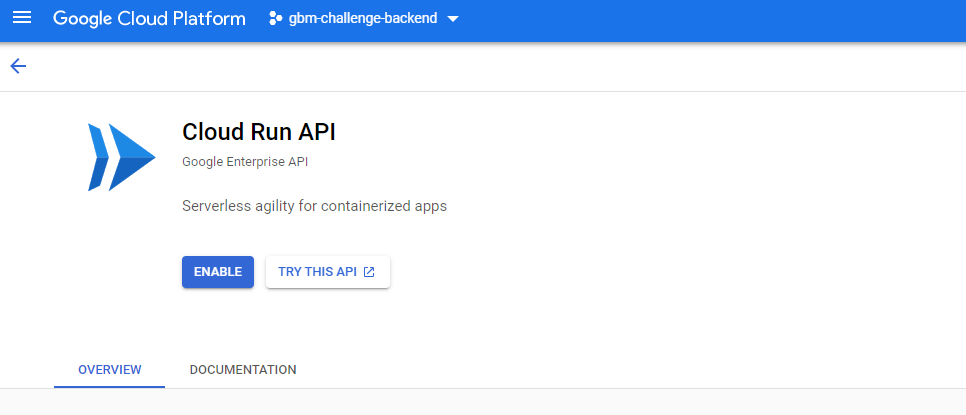 Google Cloud Platform gbm-challenge-backend
Cloud Run API
Google Enterprise API
Serverless agility for containerized apps
ENABLE TRY THIS API
OVERVIEW DOCUMENTATION